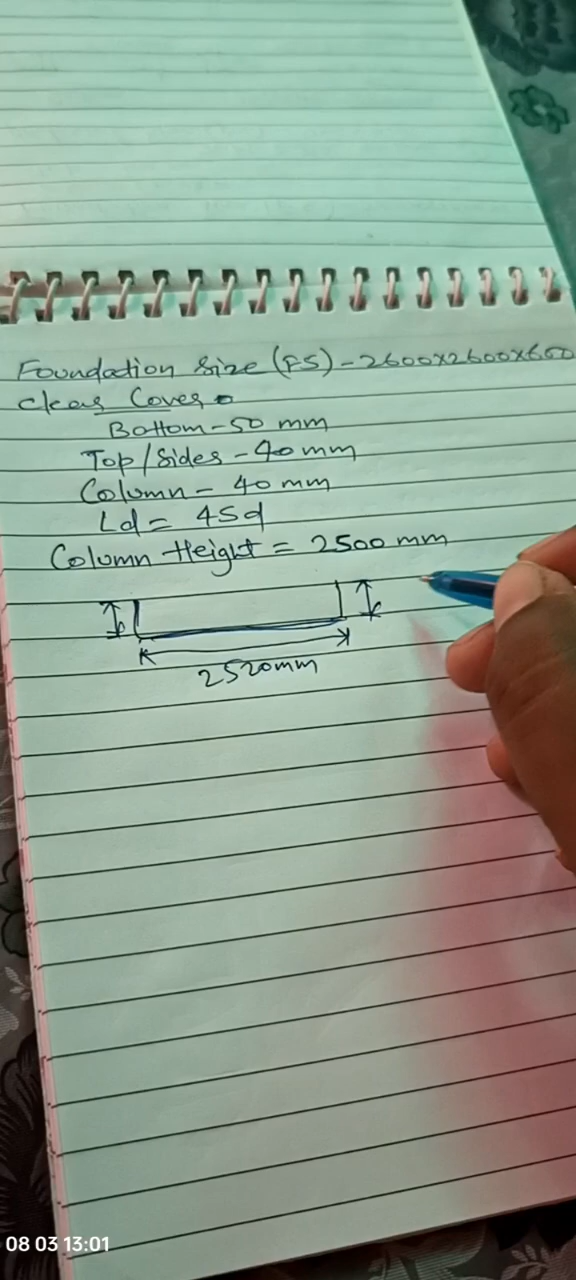 Foundation Size (FS) - 2600x2600x600
Clear Cover
Bottom - 50 mm
Top/Sides - 40 mm
Column - 40 mm
Ld = 45d
Column Height = 2500 mm
2520mm
08 03 13:01